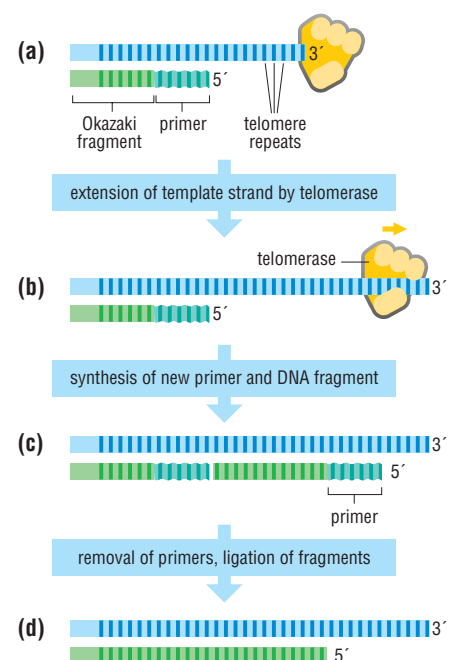 (a)
3´
5´
Okazaki
fragment
primer
telomere
repeats
extension of template strand by telomerase
telomerase
(b)
3´
5´
synthesis of new primer and DNA fragment
(c)
3´
5´
primer
removal of primers, ligation of fragments
(d)
3´
5´